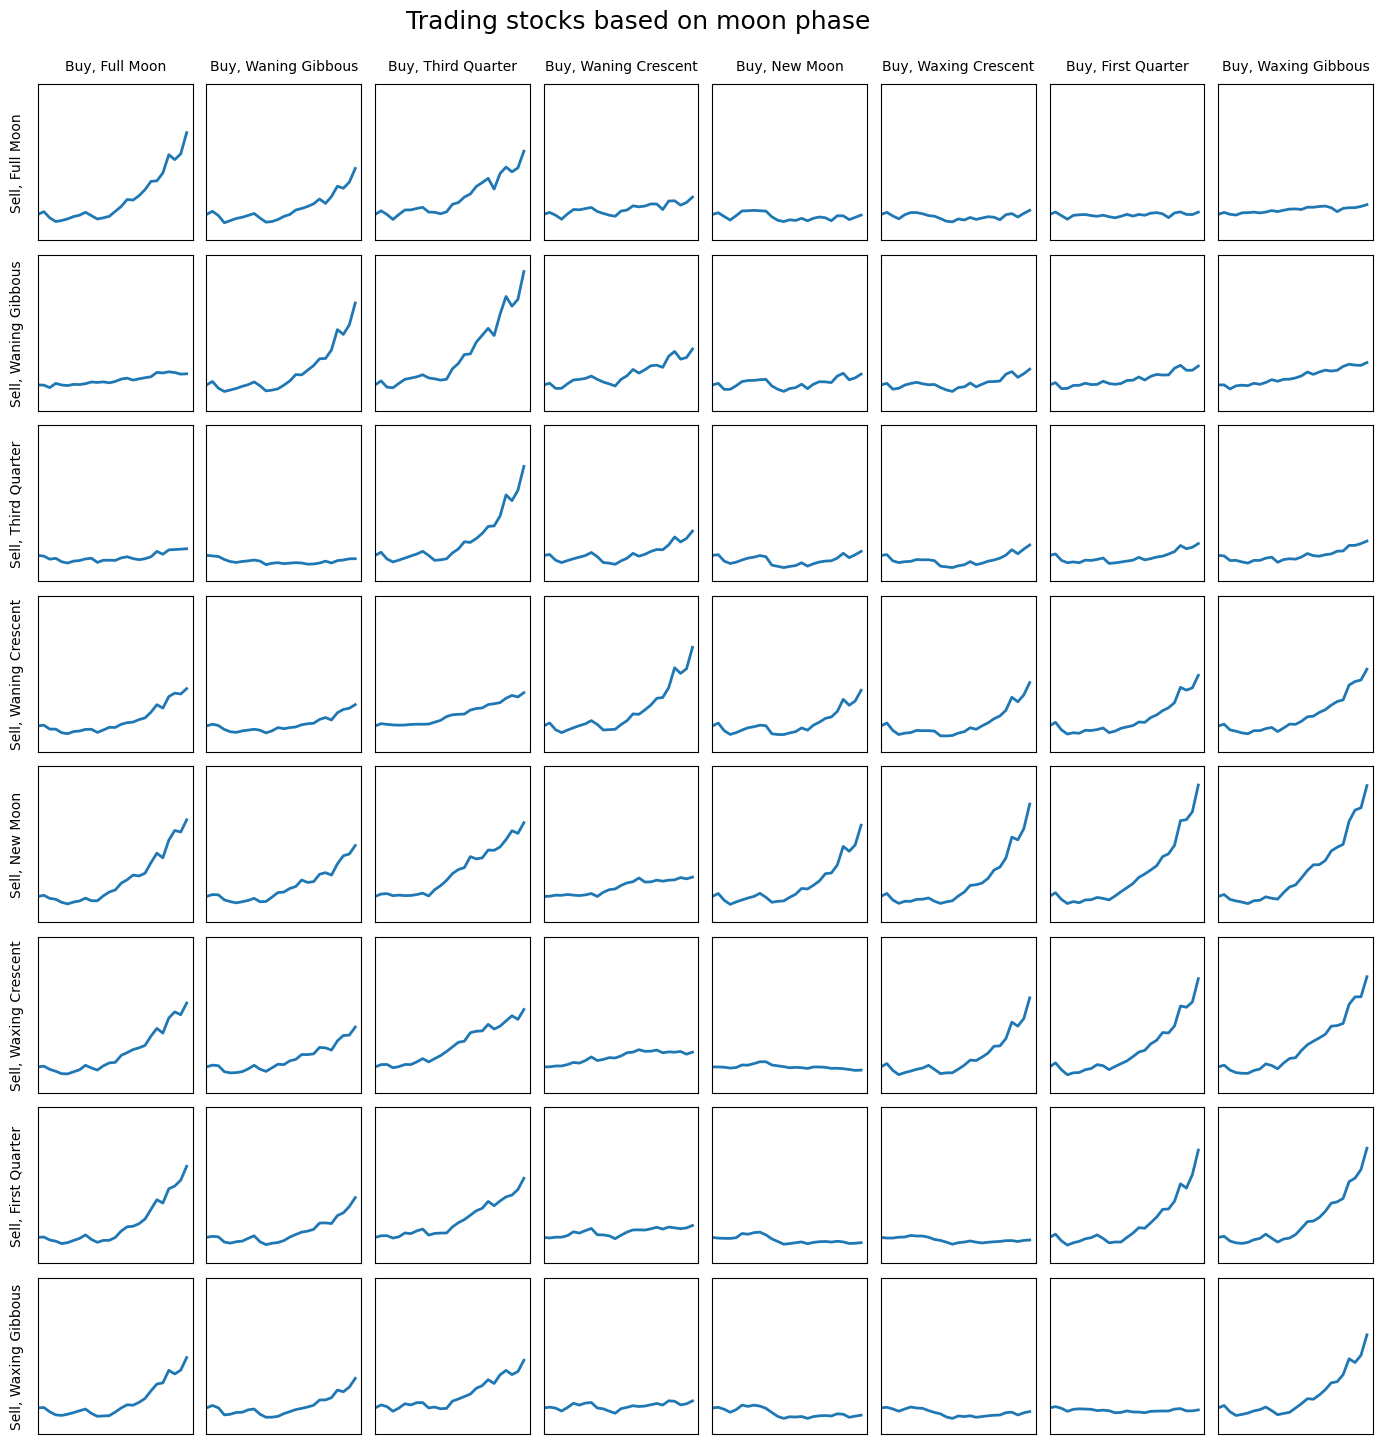 Trading stocks based on moon phase
Buy, Full Moon
Buy, Waning Gibbous
Buy, Third Quarter
Buy, Waning Crescent
Buy, New Moon
Buy, Waxing Crescent
Buy, First Quarter
Buy, Waxing Gibbous
Sell, Full Moon
Sell, Waning Gibbous
Sell, Third Quarter
Sell, Waning Crescent
Sell, New Moon
Sell, Waxing Crescent
Sell, First Quarter
Sell, Waxing Gibbous